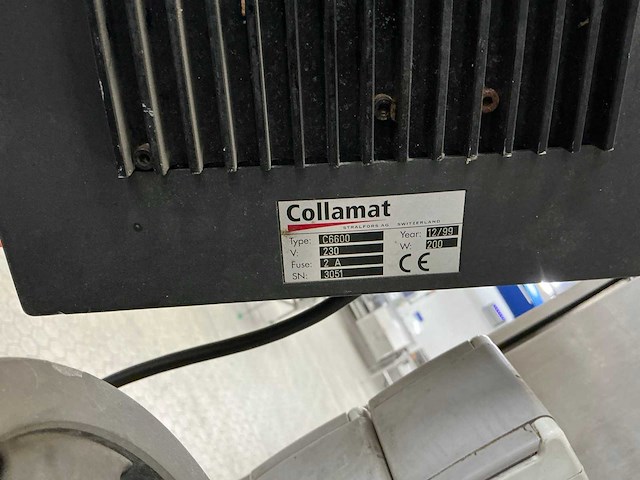 Collamat
STRALFORS AG SWITZERLAND
Type: C6600 Year: 12/99
V: 230 W: 200
Fuse: 2 A
SN: 3051 CE